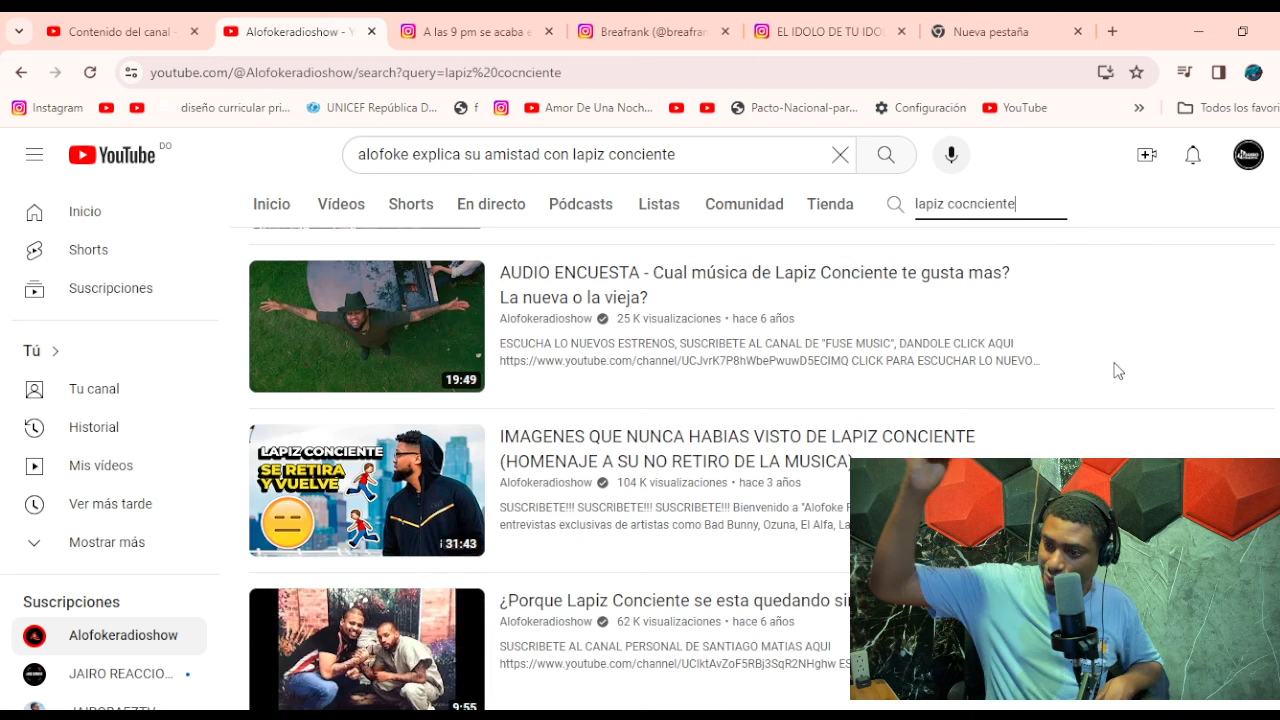 Contenido del canal -
Alofokeradioshow - Y
A las 9 pm se acaba e
Breafrank (@breafran
EL IDOLO DE TU IDO
Nueva pestaña
youtube.com/@Alofokeradioshow/search?query=lapiz%20cocnciente
Instagram
diseño curricular pri...
UNICEF República D...
f
Amor De Una Noch...
Pacto-Nacional-par...
Configuración
YouTube
»
Todos los favori
YouTube DO
alofoke explica su amistad con lapiz conciente
Inicio Vídeos Shorts En directo Pódcasts Listas Comunidad Tienda lapiz cocnciente
Inicio
Shorts
Suscripciones
Tú
Tu canal
Historial
Mis vídeos
Ver más tarde
Mostrar más
Suscripciones
Alofokeradioshow
JAIRO REACCIO...
19:49
AUDIO ENCUESTA - Cual música de Lapiz Conciente te gusta mas?
La nueva o la vieja?
Alofokeradioshow 25 K visualizaciones • hace 6 años
ESCUCHA LO NUEVOS ESTRENOS, SUSCRIBETE AL CANAL DE "FUSE MUSIC", DANDOLE CLICK AQUI
https://www.youtube.com/channel/UCJvrK7P8hWbePwuwD5ECIMQ CLICK PARA ESCUCHAR LO NUEVO...
LAPIZ CONCIENTE
SE RETIRA
Y VUELVE
31:43
IMAGENES QUE NUNCA HABIAS VISTO DE LAPIZ CONCIENTE
(HOMENAJE A SU NO RETIRO DE LA MUSICA)
Alofokeradioshow 104 K visualizaciones • hace 3 años
SUSCRIBETE!!! SUSCRIBETE!!! SUSCRIBETE!!! Bienvenido a "Alofoke
entrevistas exclusivas de artistas como Bad Bunny, Ozuna, El Alfa, La
9:55
¿Porque Lapiz Conciente se esta quedando sin
Alofokeradioshow 62 K visualizaciones • hace 6 años
SUSCRIBETE AL CANAL PERSONAL DE SANTIAGO MATIAS AQUI
https://www.youtube.com/channel/UClktAvZoF5RBj3SqR2NHghw